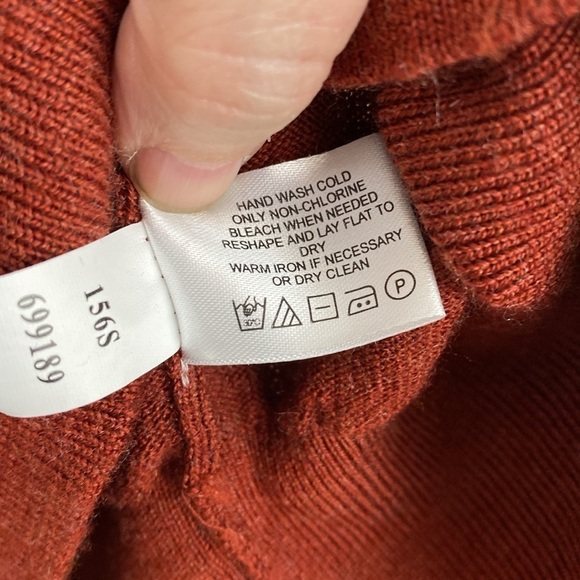 HAND WASH COLD
ONLY NON-CHLORINE
BLEACH WHEN NEEDED
RESHAPE AND LAY FLAT TO
DRY
WARM IRON IF NECESSARY
OR DRY CLEAN
30°C
P
156S
699189